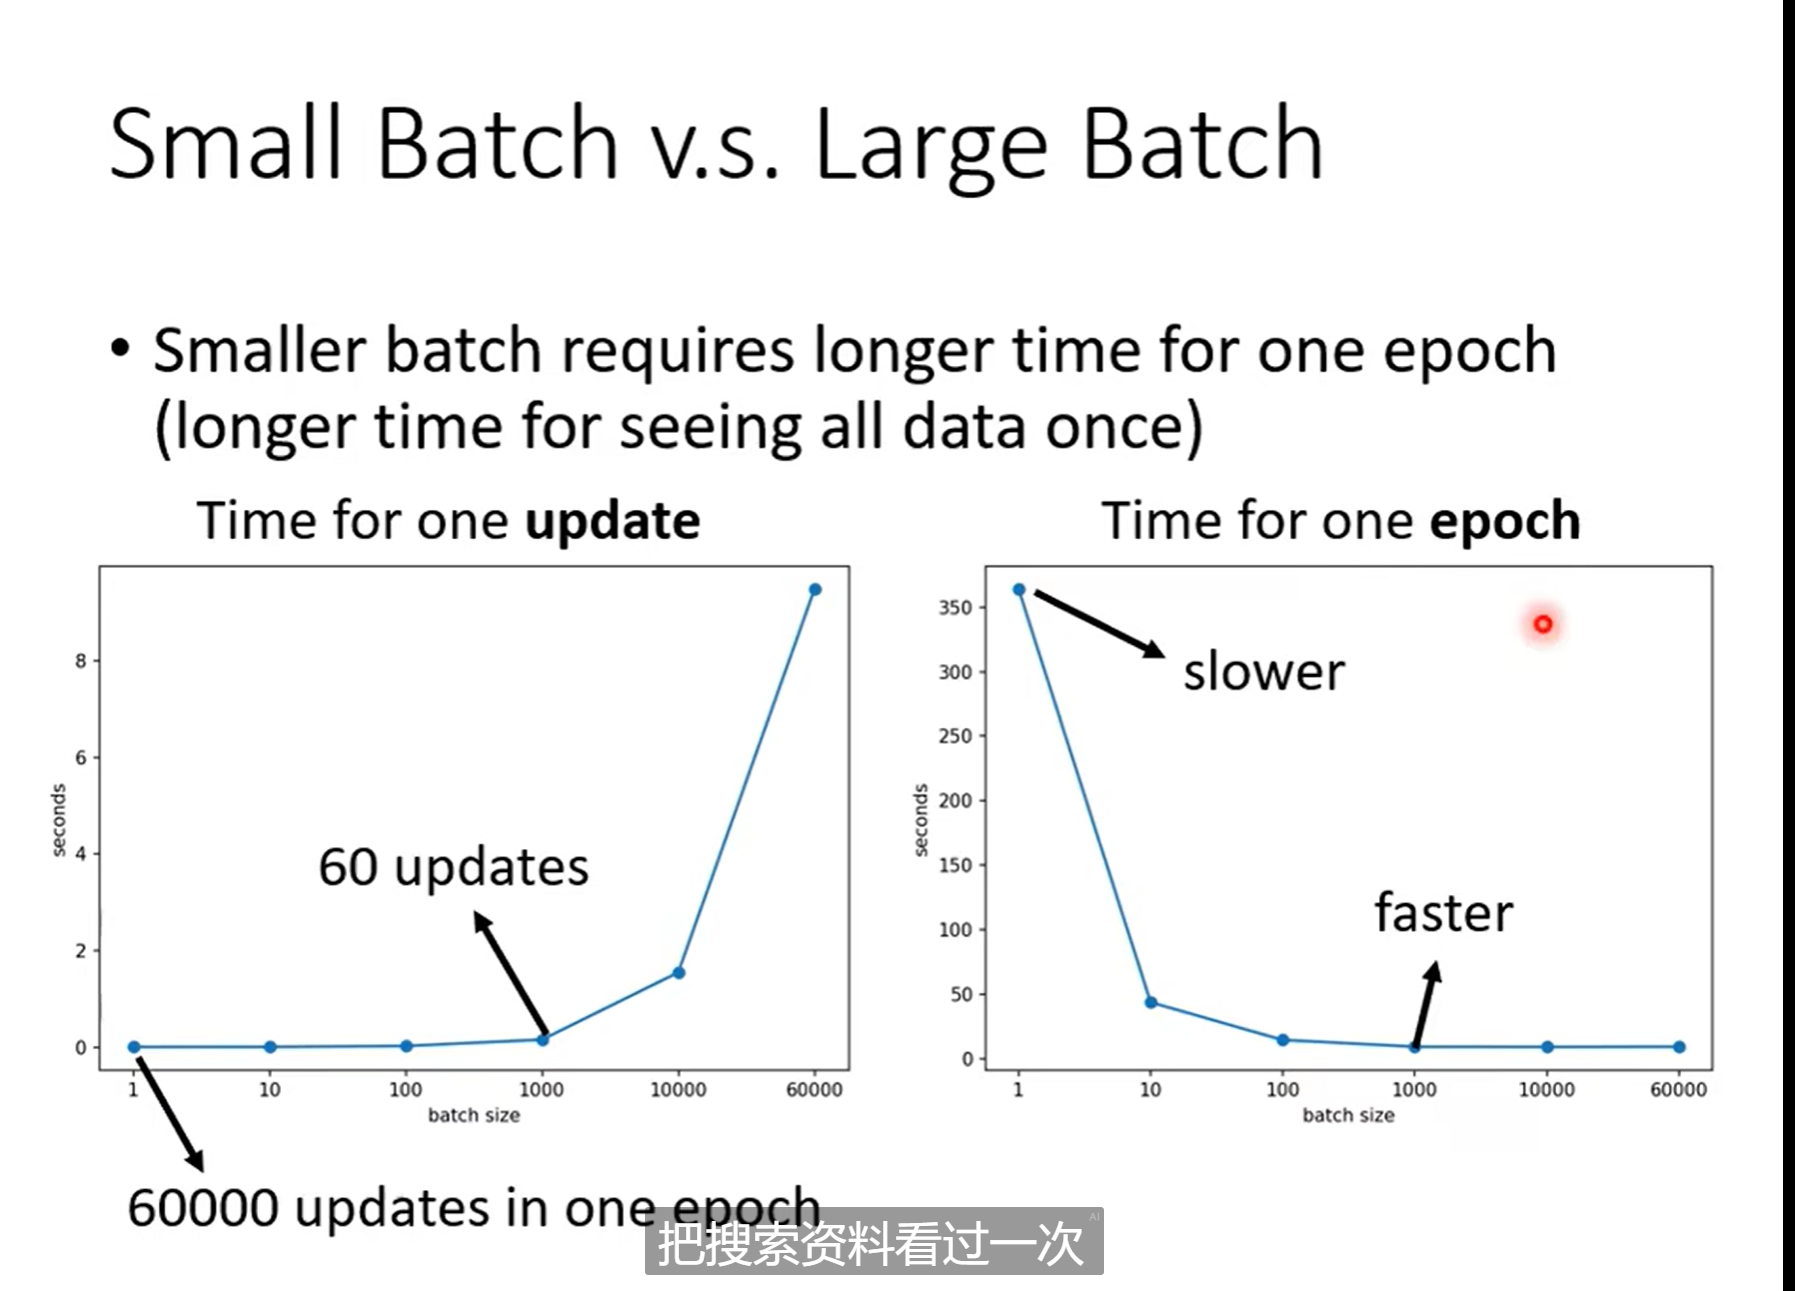 Small Batch v.s. Large Batch
• Smaller batch requires longer time for one epoch
(longer time for seeing all data once)
Time for one update
8
6
4
2
0
seconds
60 updates
1 10 100 1000 10000 60000
batch size
60000 updates in one epoch
Time for one epoch
350
300
250
200
150
100
50
0
seconds
slower
faster
1 10 100 1000 10000 60000
batch size
AI
把搜索资料看过一次